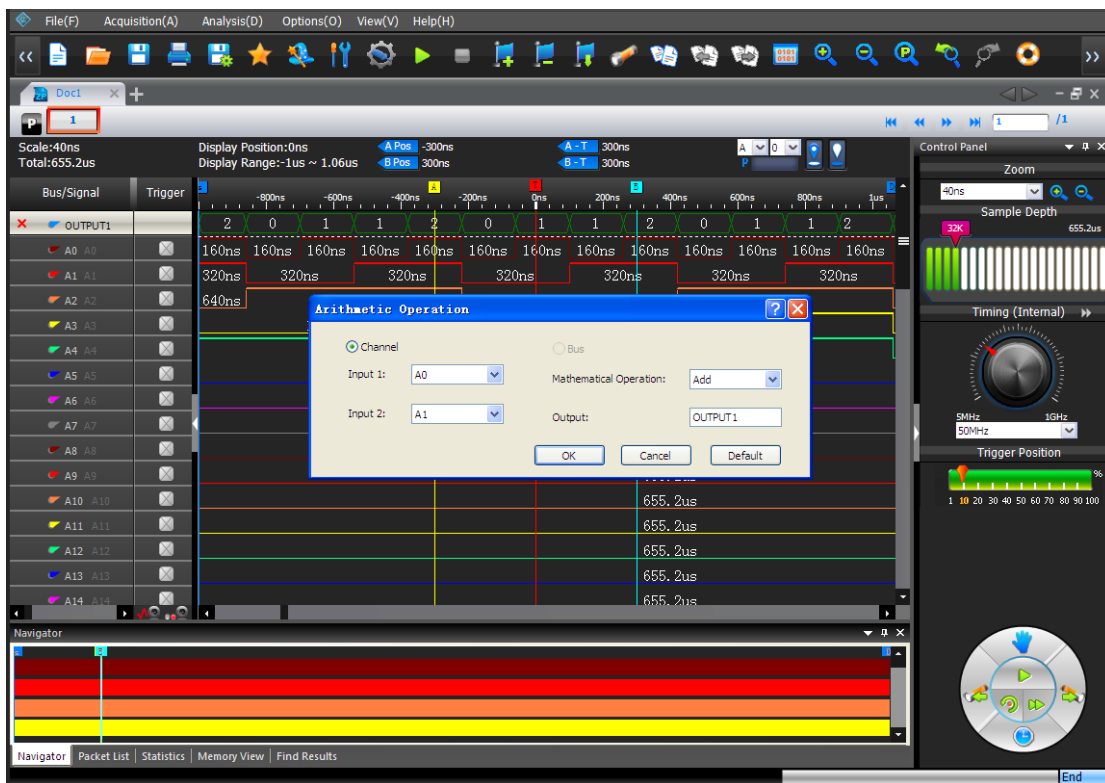 File(F) Acquisition(A) Analysis(D) Options(O) View(V) Help(H)
Doc1
P 1 1 /1
Scale:40ns Display Position:0ns A Pos -300ns A - T 300ns A 0
Total:655.2us Display Range:-1us ~ 1.06us B Pos 300ns B - T 300ns P
Bus/Signal Trigger -800ns -600ns -400ns -200ns 0ns 200ns 400ns 600ns 800ns 1us
A T B D
OUTPUT1 2 0 1 1 2 0 1 1 2 0 1 1 2
A0 A0 160ns 160ns 160ns 160ns 160ns 160ns 160ns 160ns 160ns 160ns 160ns 160ns 160ns
A1 A1 320ns 320ns 320ns 320ns 320ns 320ns 320ns
A2 A2 640ns
A3 A3
A4 A4
A5 A5
A6 A6
A7 A7
A8 A8
A9 A9
A10 A10 655.2us
A11 A11 655.2us
A12 A12 655.2us
A13 A13 655.2us
A14 A14 655.2us
Arithmetic Operation
Channel Bus
Input 1: A0 Mathematical Operation: Add
Input 2: A1 Output: OUTPUT1
OK Cancel Default
Control Panel
Zoom
40ns
Sample Depth
32K 655.2us
Timing (Internal)
5MHz 1GHz
50MHz
Trigger Position
%
1 10 20 30 40 50 60 70 80 90 100
Navigator
Navigator Packet List Statistics Memory View Find Results
End